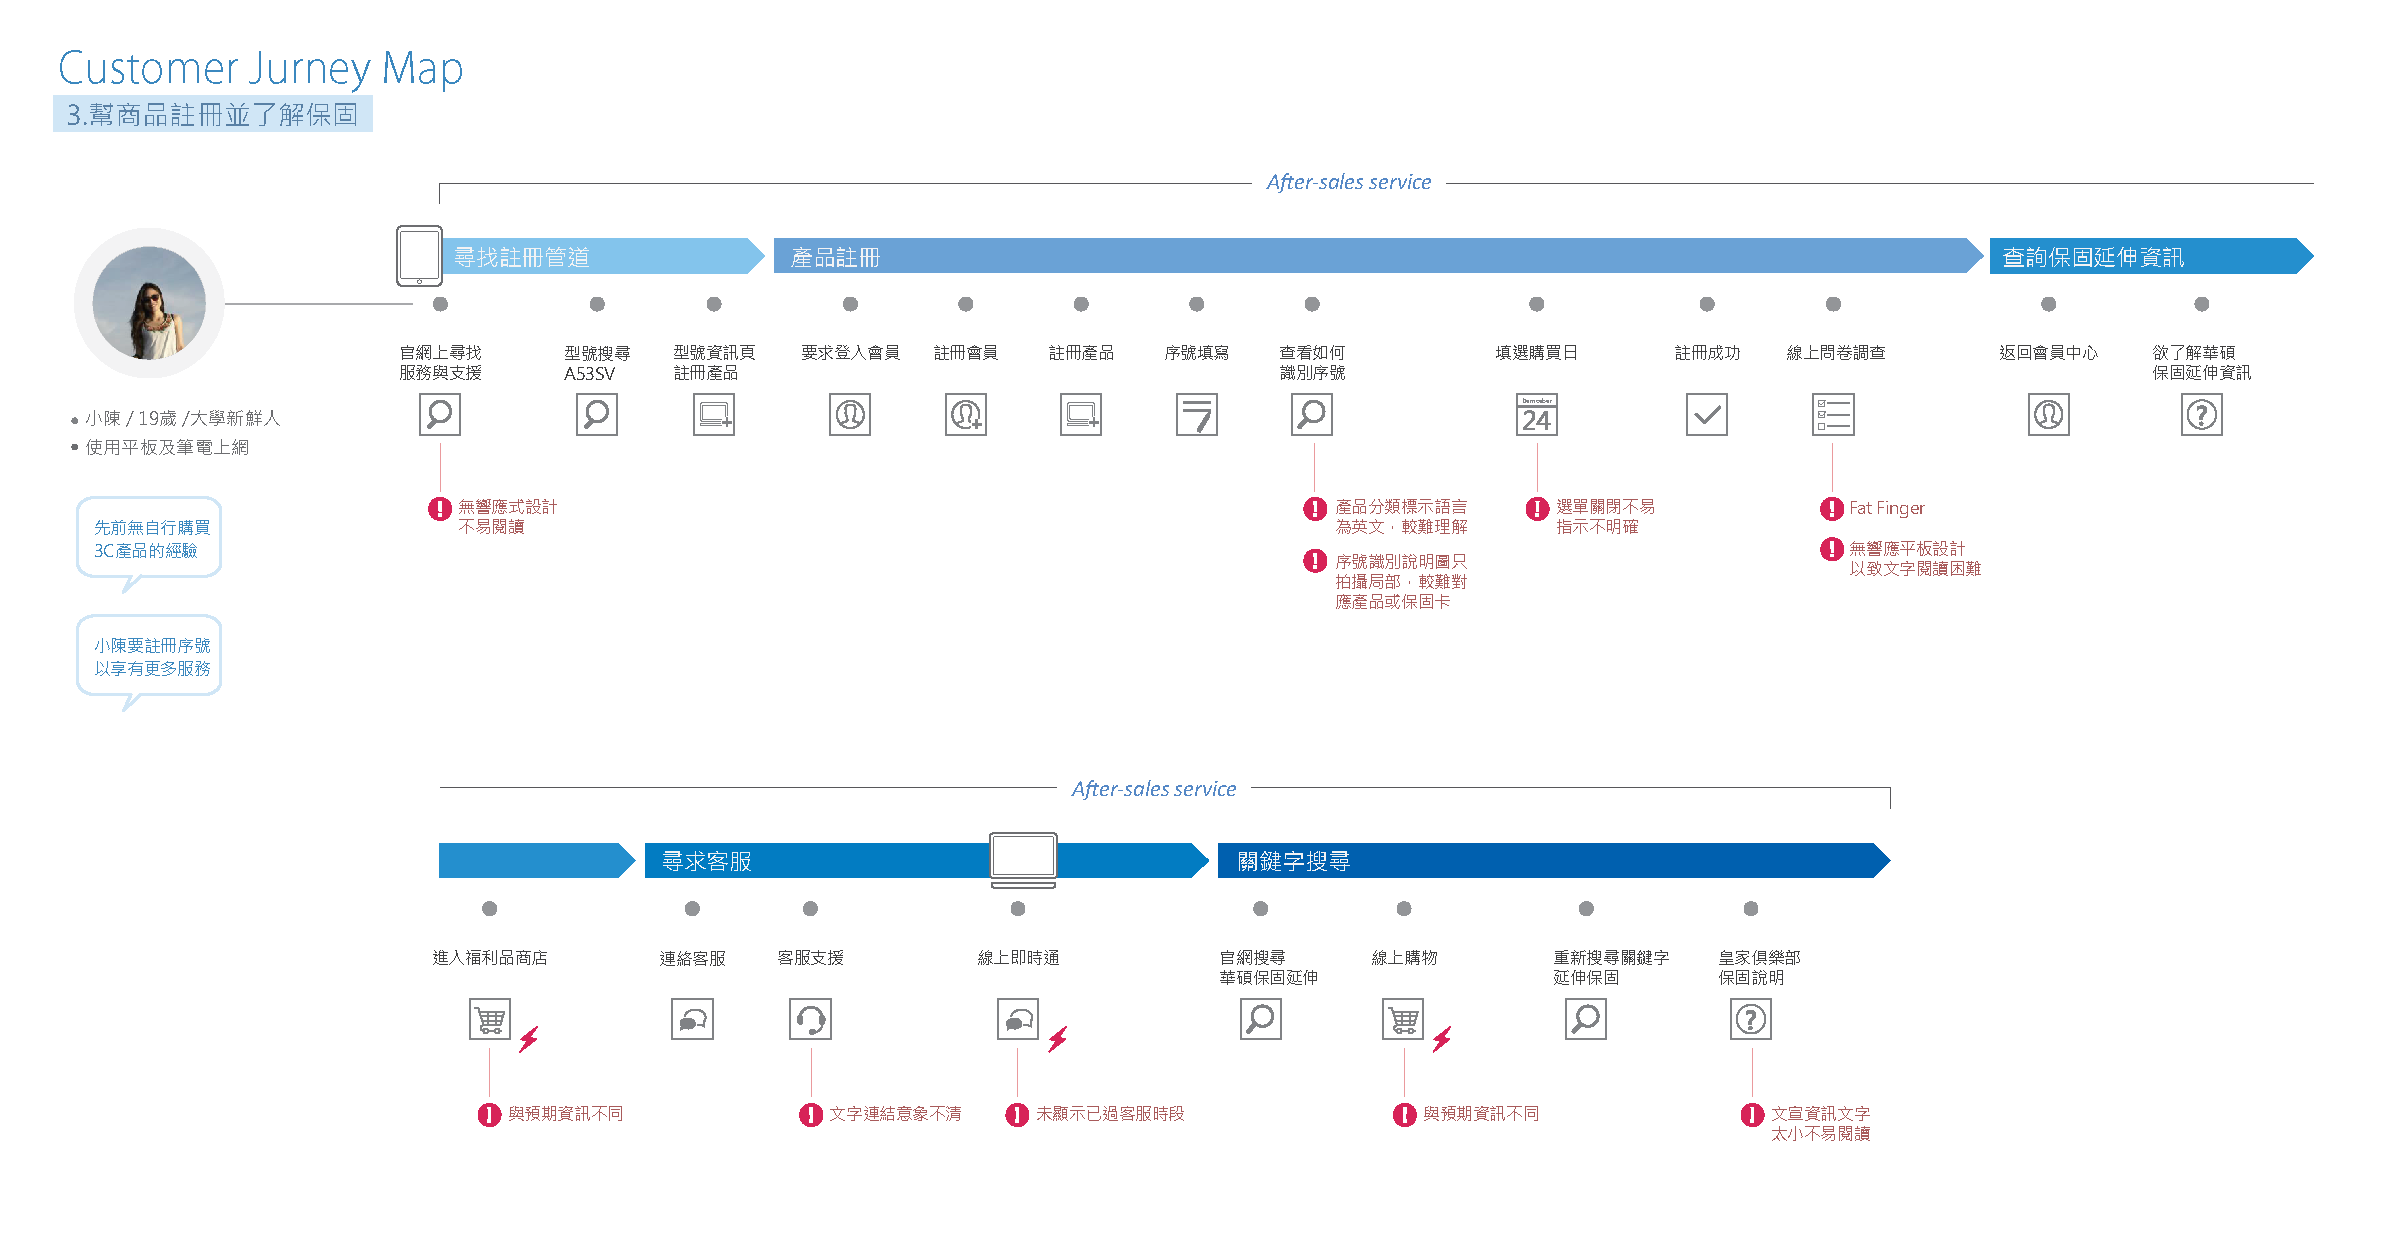 Customer Jurney Map
3.幫商品註冊並了解保固
After-sales service
尋找註冊管道
產品註冊
查詢保固延伸資訊
官網上尋找
服務與支援
型號搜尋
A53SV
型號資訊頁
註冊產品
要求登入會員
註冊會員
註冊產品
序號填寫
查看如何
識別序號
填選購買日
註冊成功
線上問卷調查
返回會員中心
欲了解華碩
保固延伸資訊
December
24
小陳 / 19歲 /大學新鮮人
使用平板及筆電上網
先前無自行購買
3C產品的經驗
小陳要註冊序號
以享有更多服務
無響應式設計
不易閱讀
產品分類標示語言
為英文，較難理解
序號識別說明圖只
拍攝局部，較難對
應產品或保固卡
選單關閉不易
指示不明確
Fat Finger
無響應平板設計
以致文字閱讀困難
After-sales service
尋求客服
關鍵字搜尋
進入福利品商店
連絡客服
客服支援
線上即時通
官網搜尋
華碩保固延伸
線上購物
重新搜尋關鍵字
延伸保固
皇家俱樂部
保固說明
與預期資訊不同
文字連結意象不清
未顯示已過客服時段
與預期資訊不同
文宣資訊文字
太小不易閱讀